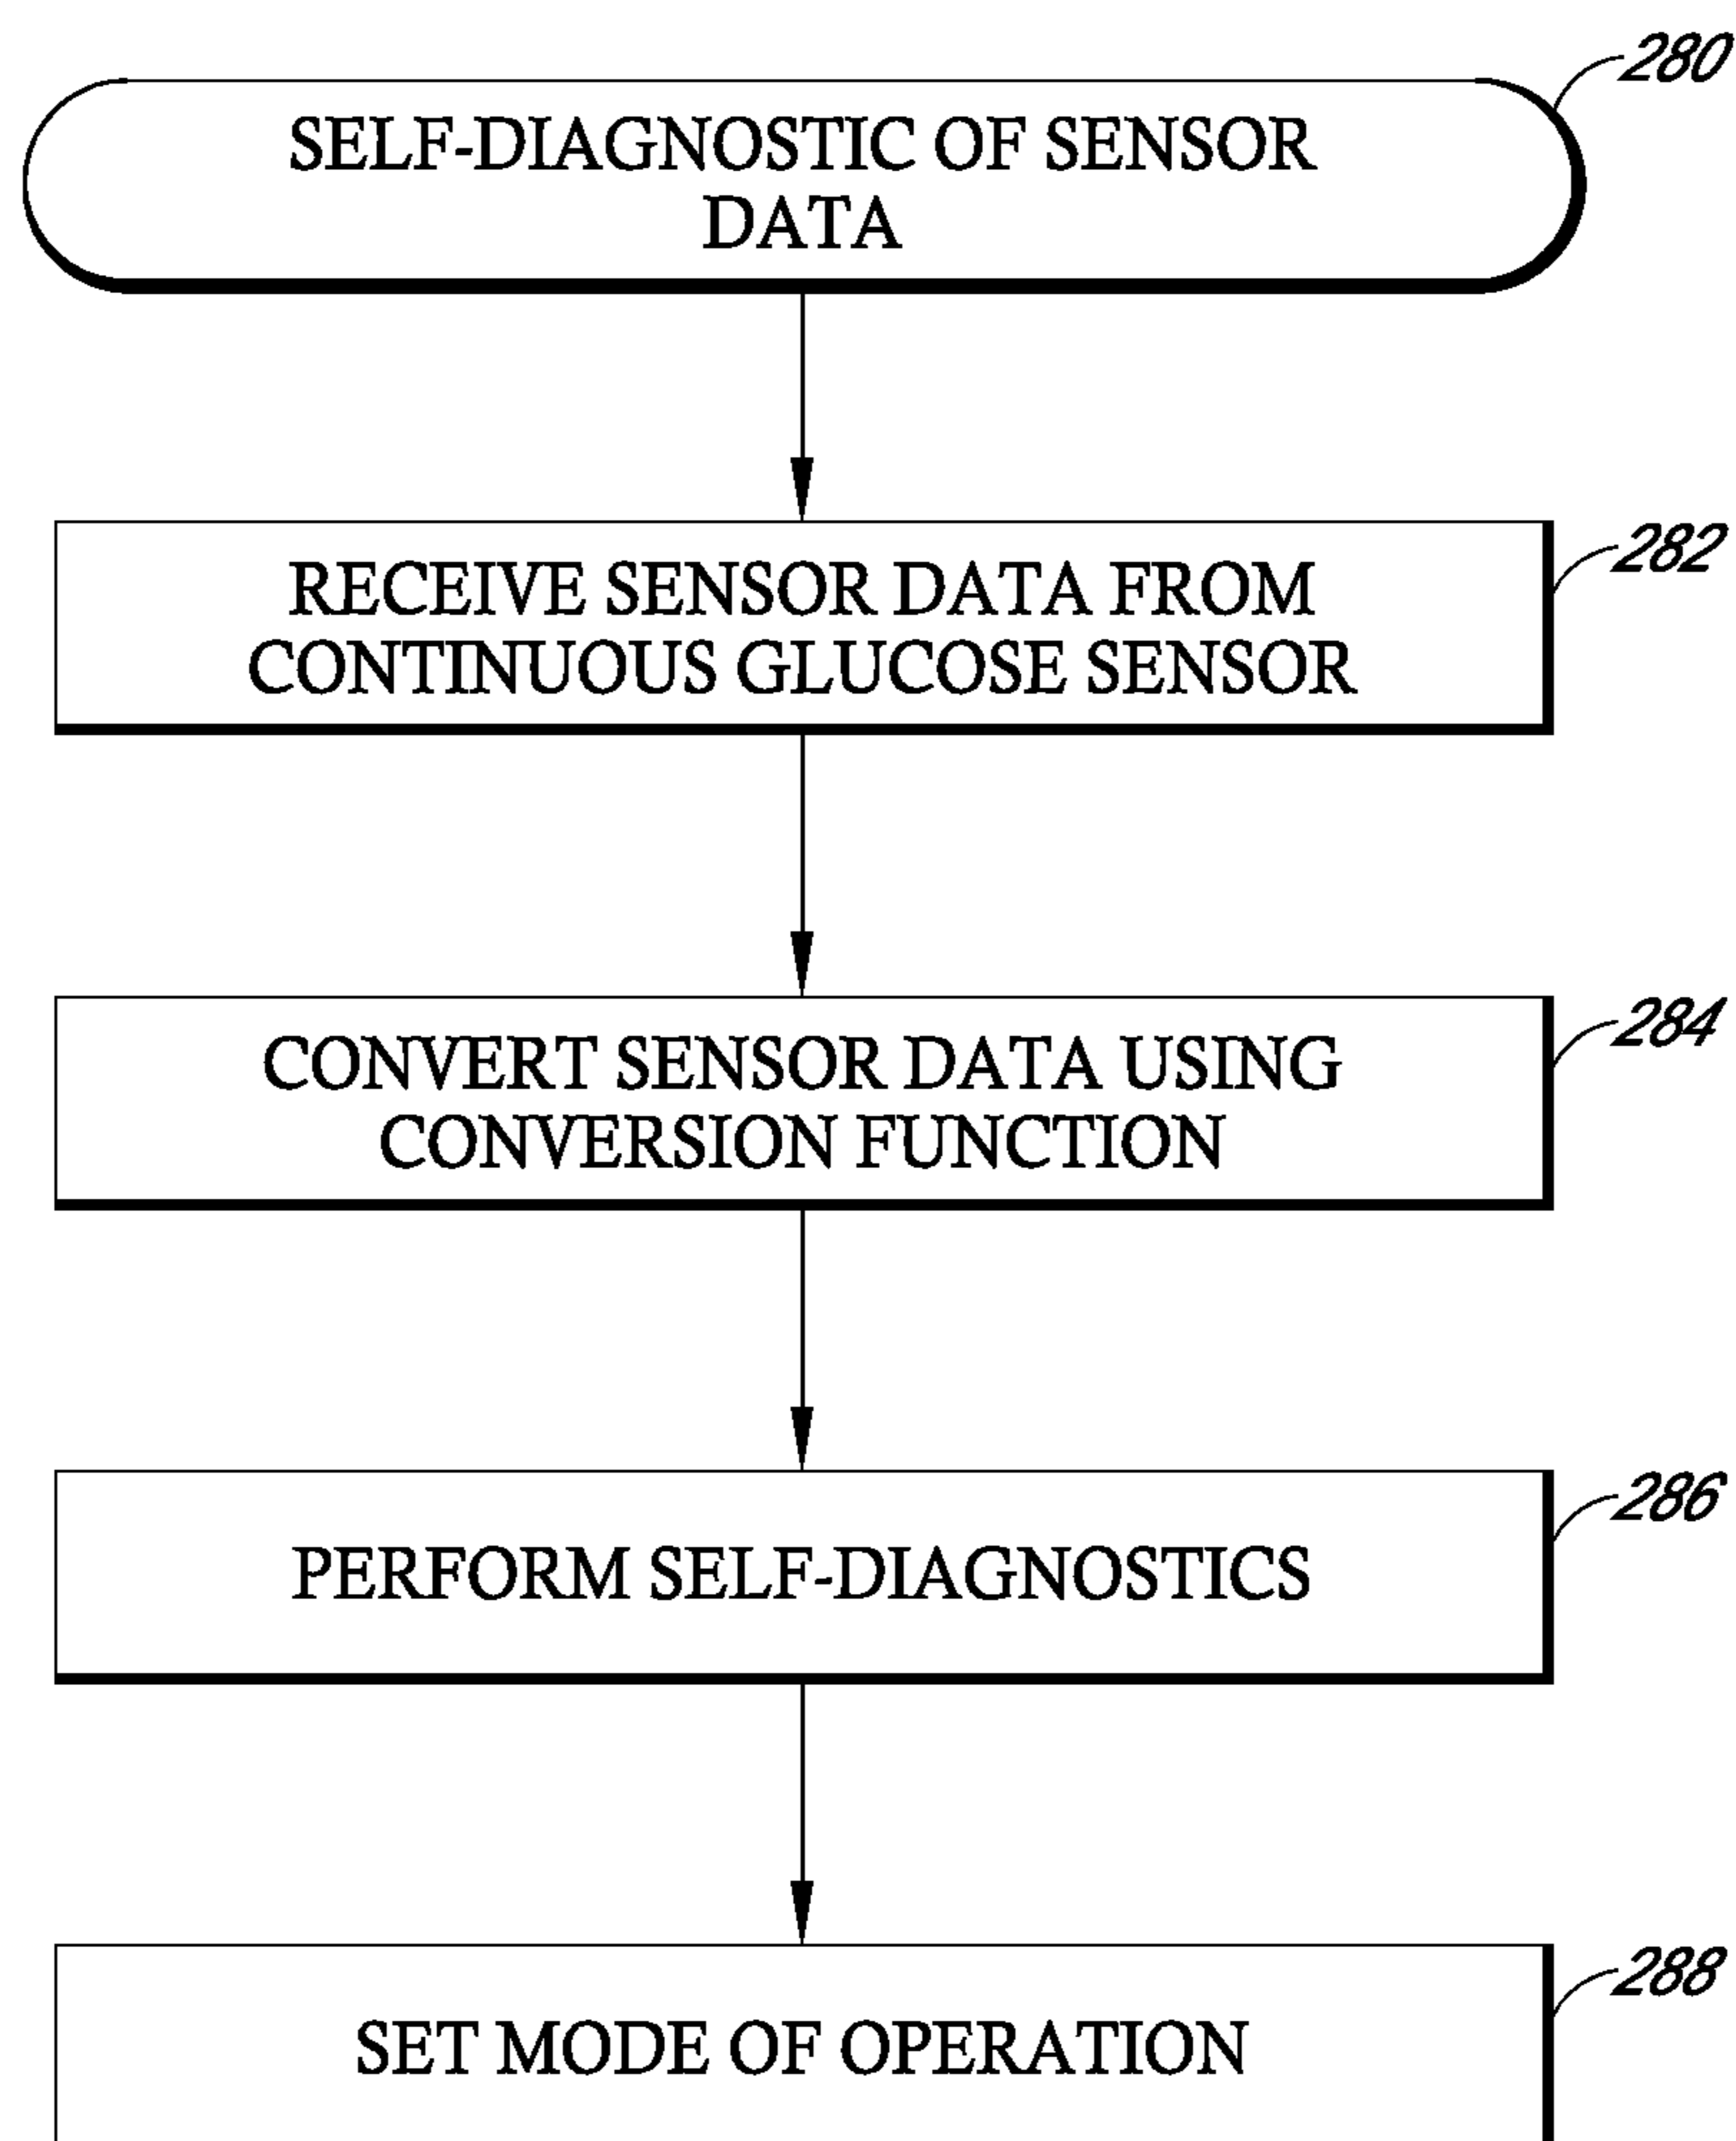 280
SELF-DIAGNOSTIC OF SENSOR
DATA
282
RECEIVE SENSOR DATA FROM
CONTINUOUS GLUCOSE SENSOR
284
CONVERT SENSOR DATA USING
CONVERSION FUNCTION
286
PERFORM SELF-DIAGNOSTICS
288
SET MODE OF OPERATION